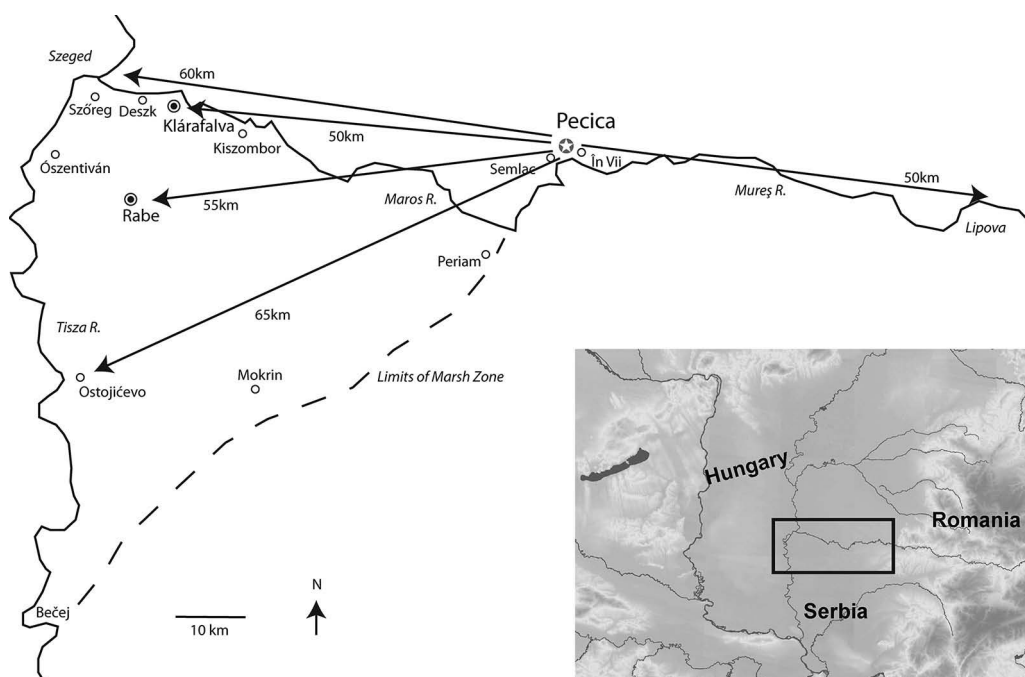 Szeged
60km
Szőreg
Deszk
Klárafalva
Kiszombor
50km
Pecica
Ószentiván
Semlac
În Vii
50km
Rabe
55km
Maros R.
Mureş R.
Lipova
Periam
65km
Tisza R.
Ostojićevo
Mokrin
Limits of Marsh Zone
Hungary
Romania
Serbia
Bečej
10 km
N